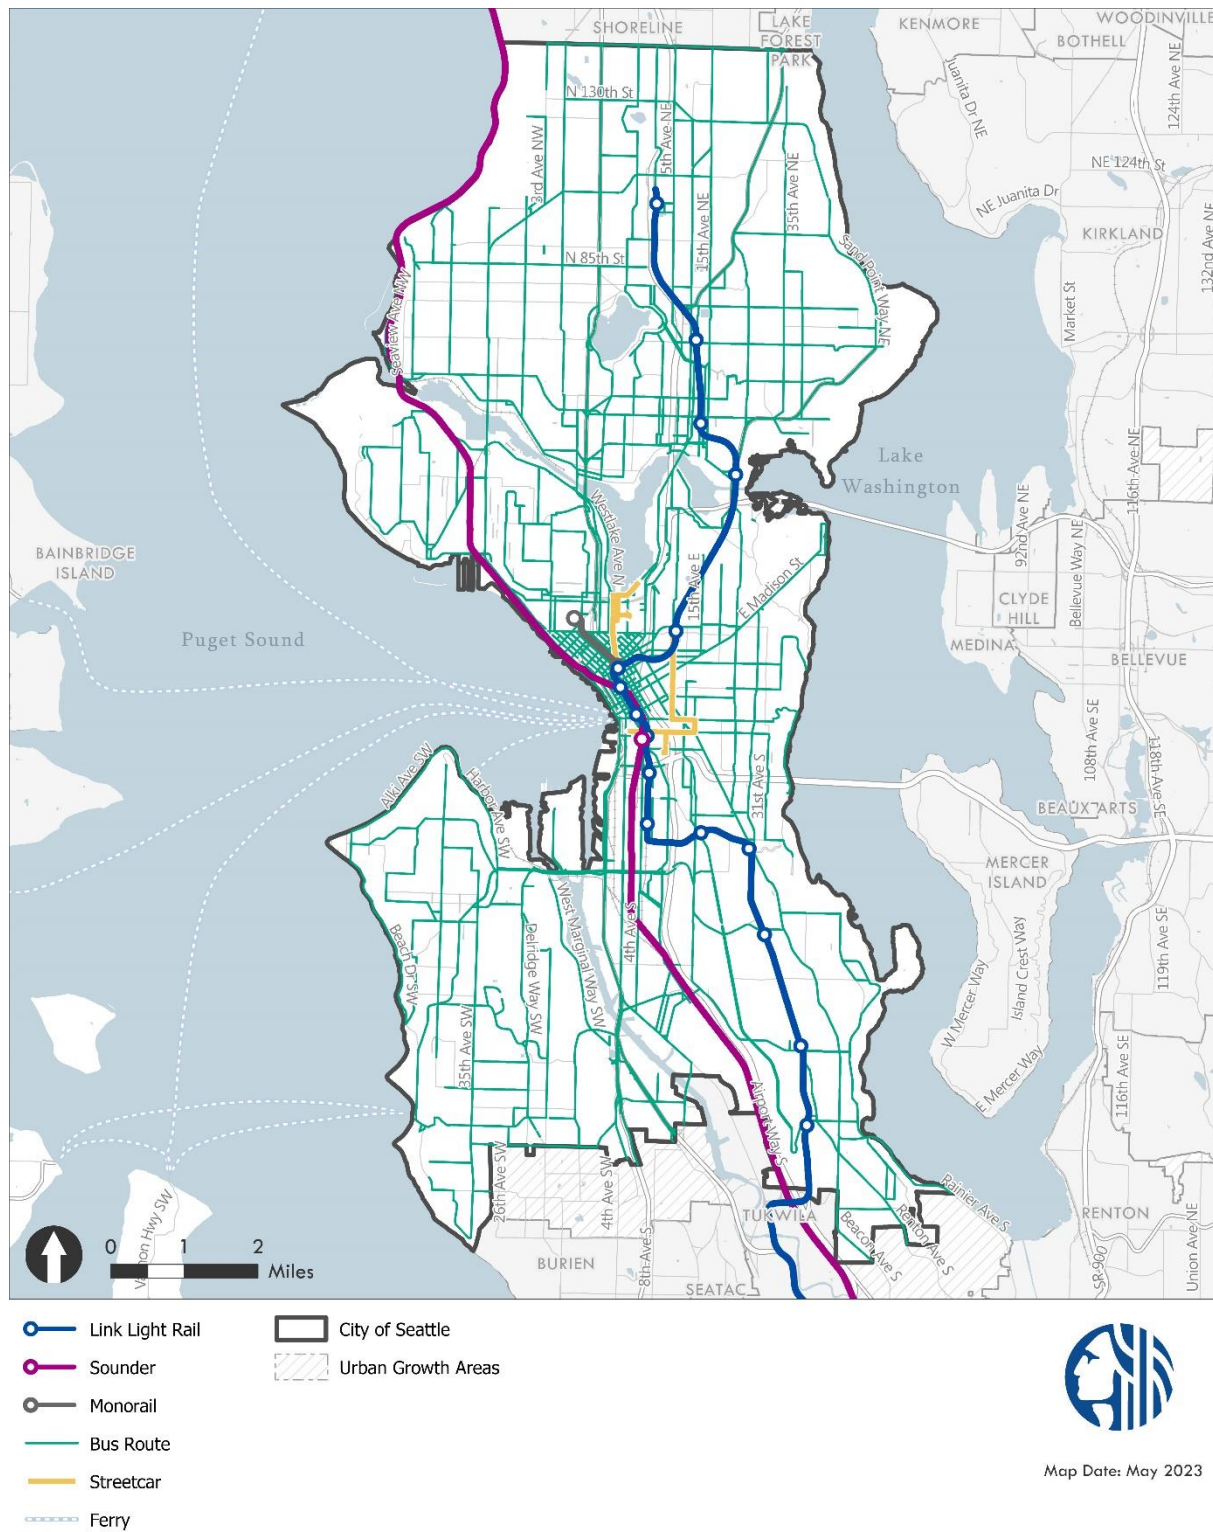 SHORELINE
LAKE
FOREST
PARK
KENMORE
WOODINVILLE
BOTHELL
Juanita Dr NE
124th Ave NE
N 130th St
5th Ave NE
3rd Ave NW
15th Ave NE
35th Ave NE
NE 124th St
NE Juanita Dr
KIRKLAND
132nd Ave NE
N 85th St
Sand Point Way NE
Seaview Ave NW
Market St
Lake
Washington
116th Ave NE
92nd Ave NE
Bellevue Way NE
Westlake Ave N
BAINBRIDGE
ISLAND
15th Ave E
E Madison St
CLYDE
HILL
Puget Sound
MEDINA
BELLEVUE
108th Ave SE
118th Ave SE
Alki Ave SW
Harbor Ave SW
31st Ave S
BEAUX ARTS
MERCER
ISLAND
West Marginal Way SW
4th Ave S
Beach Dr SW
Delridge Way SW
Island Crest Way
W Mercer Way
119th Ave SE
35th Ave SW
E Mercer Way
116th Ave SE
Airport Way S
26th Ave SW
4th Ave SW
Vashon Hwy SW
TUKWILA
Rainier Ave S
Renton Ave S
Beacon Ave S
RENTON
8th Ave S
BURIEN
SEATAC
SR-900
Union Ave NE
0 1 2
Miles
Link Light Rail
City of Seattle
Sounder
Urban Growth Areas
Monorail
Bus Route
Streetcar
Ferry
Map Date: May 2023